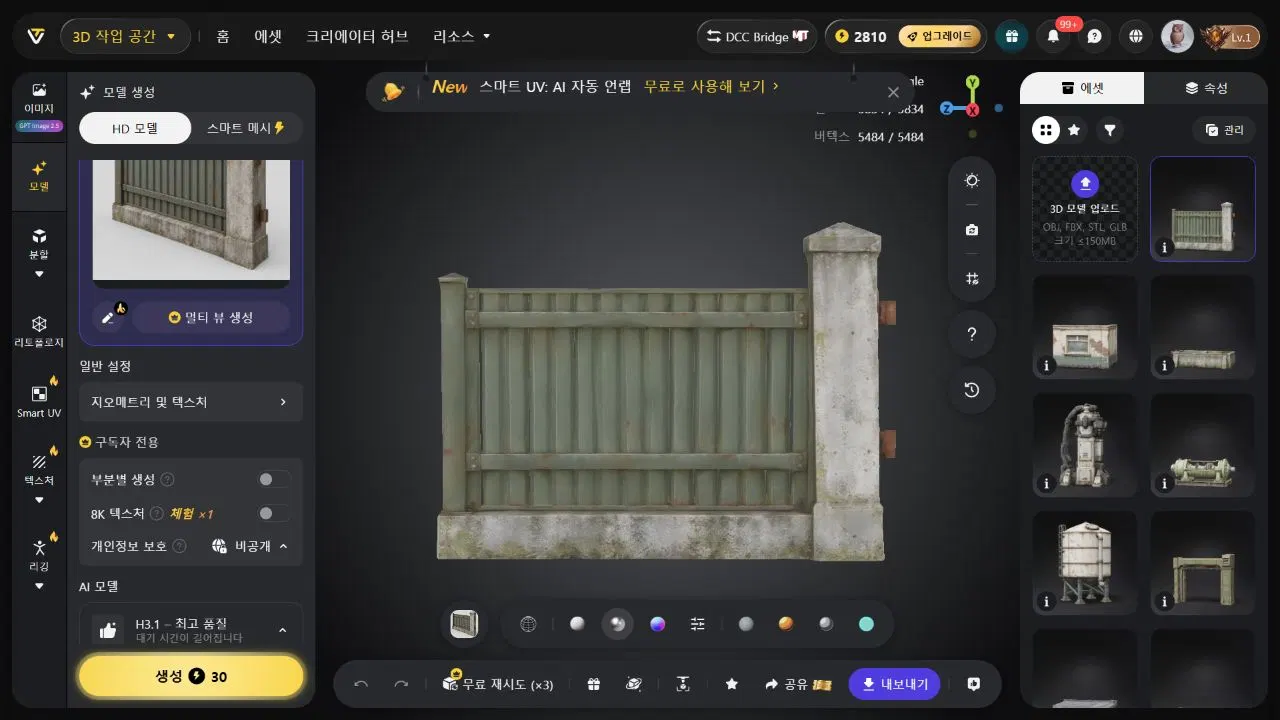 3D 작업 공간
홈
에셋
크리에이터 허브
리소스
DCC Bridge
2810
업그레이드
99+
Lv.1
이미지
GPT Image 2.5
모델
분할
리토폴로지
Smart UV
텍스처
리깅
모델 생성
HD 모델
스마트 메시
멀티 뷰 생성
일반 설정
지오메트리 및 텍스처
구독자 전용
부분별 생성
8K 텍스처 체험 ×1
개인정보 보호
비공개
AI 모델
H3.1 – 최고 품질
대기 시간이 길어집니다
생성 30
New 스마트 UV: AI 자동 언랩 무료로 사용해 보기
버텍스 5484 / 5484
Y
Z
X
무료 재시도 (×3)
공유
내보내기
에셋
속성
관리
3D 모델 업로드
OBJ, FBX, STL, GLB
크기 ≤150MB